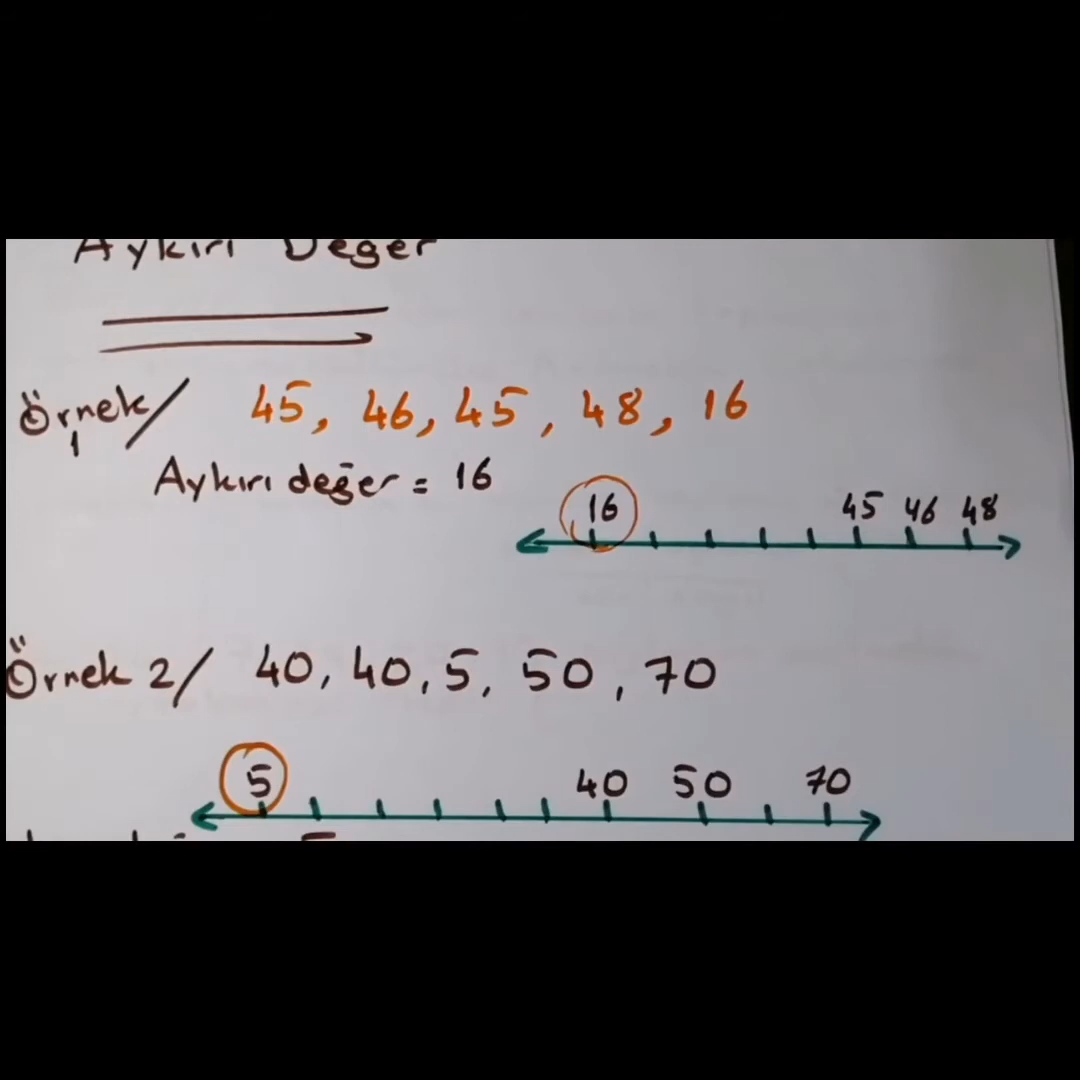 Aykırı Değer
Örnek 1/ 45, 46, 45, 48, 16
Aykırı değer = 16
16 45 46 48
Örnek 2/ 40, 40, 5, 50, 70
5 40 50 70